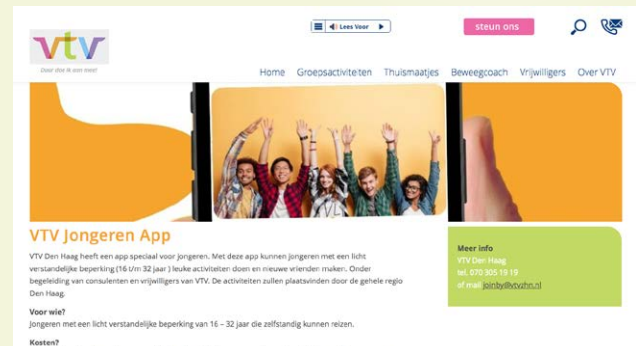 vtv
Daar doe ik aan mee!
Lees Voor
steun ons
Home Groepsactiviteiten Thuismaatjes Beweegcoach Vrijwilligers Over VTV
VTV Jongeren App
VTV Den Haag heeft een app speciaal voor jongeren. Met deze app kunnen jongeren met een licht
verstandelijke beperking (16 t/m 32 jaar ) leuke activiteiten doen en nieuwe vrienden maken. Onder
begeleiding van consulenten en vrijwilligers van VTV. De activiteiten zullen plaatsvinden door de gehele regio
Den Haag.
Voor wie?
Jongeren met een licht verstandelijke beperking van 16 – 32 jaar die zelfstandig kunnen reizen.
Kosten?
Meer info
VTV Den Haag
tel. 070 305 19 19
of mail joinby@vtvzhn.nl